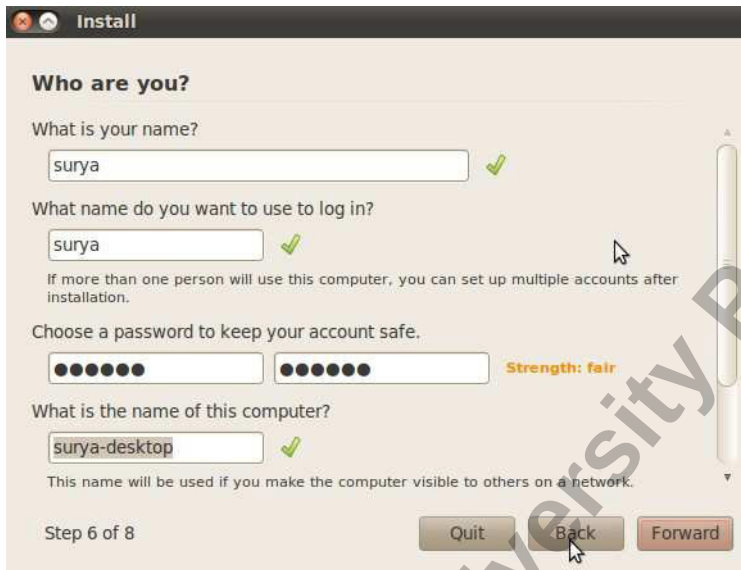 Install
Who are you?
What is your name?
surya
What name do you want to use to log in?
surya
If more than one person will use this computer, you can set up multiple accounts after
installation.
Choose a password to keep your account safe.
●●●●●● ●●●●●● Strength: fair
What is the name of this computer?
surya-desktop
This name will be used if you make the computer visible to others on a network.
Step 6 of 8 Quit Back Forward